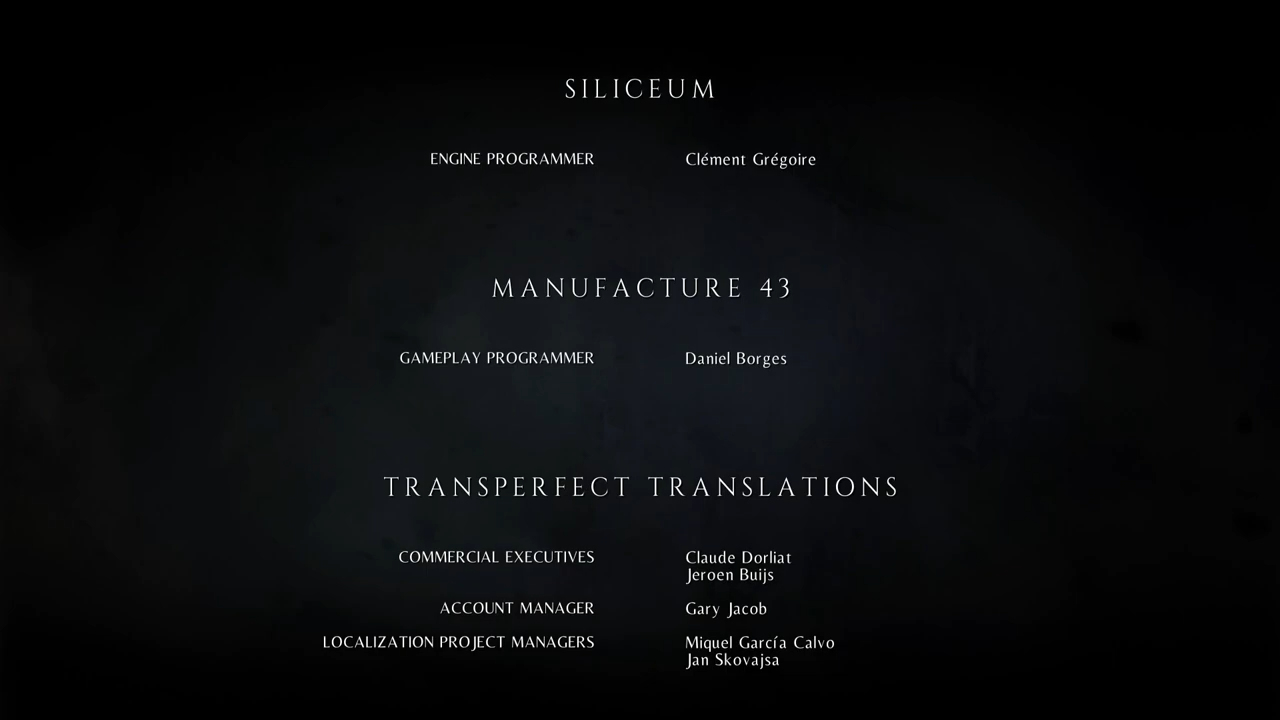 SILICEUM
ENGINE PROGRAMMER Clément Grégoire
MANUFACTURE 43
GAMEPLAY PROGRAMMER Daniel Borges
TRANSPERFECT TRANSLATIONS
COMMERCIAL EXECUTIVES Claude Dorliat
Jeroen Buijs
ACCOUNT MANAGER Gary Jacob
LOCALIZATION PROJECT MANAGERS Miquel García Calvo
Jan Skovajsa